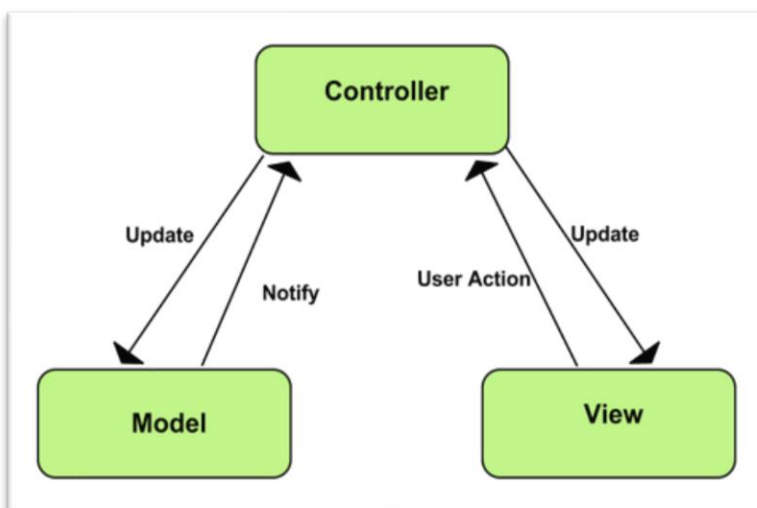 Controller
Update
Update
User Action
Notify
Model
View